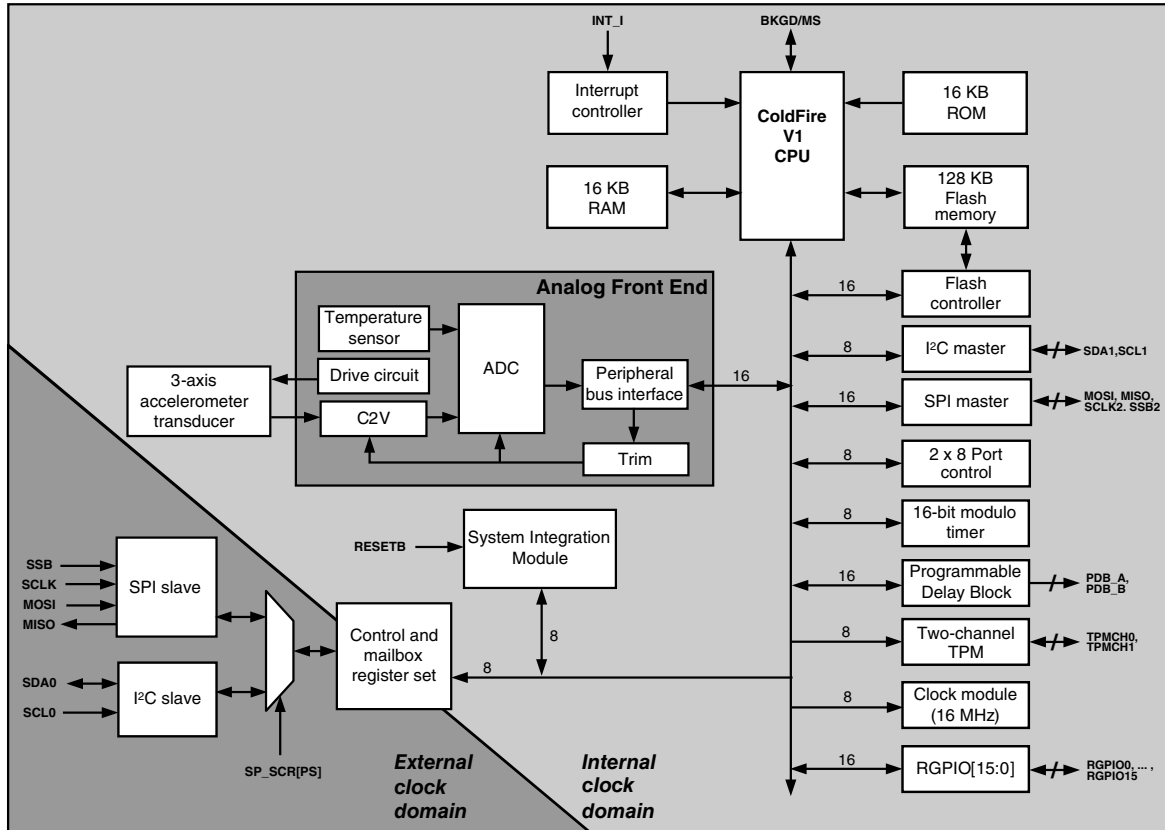 INT_I
BKGD/MS
Interrupt
controller
ColdFire
V1
CPU
16 KB
ROM
16 KB
RAM
128 KB
Flash
memory
Analog Front End
Temperature
sensor
Drive circuit
C2V
ADC
Peripheral
bus interface
Trim
16
3-axis
accelerometer
transducer
16
Flash
controller
8
I²C master
SDA1,SCL1
16
SPI master
MOSI, MISO,
SCLK2. SSB2
8
2 x 8 Port
control
8
16-bit modulo
timer
16
Programmable
Delay Block
PDB_A,
PDB_B
8
Two-channel
TPM
TPMCH0,
TPMCH1
8
Clock module
(16 MHz)
16
RGPIO[15:0]
RGPIO0, ... ,
RGPIO15
RESETB
System Integration
Module
8
8
SSB
SCLK
MOSI
MISO
SPI slave
SDA0
SCL0
I²C slave
SP_SCR[PS]
Control and
mailbox
register set
External
clock
domain
Internal
clock
domain